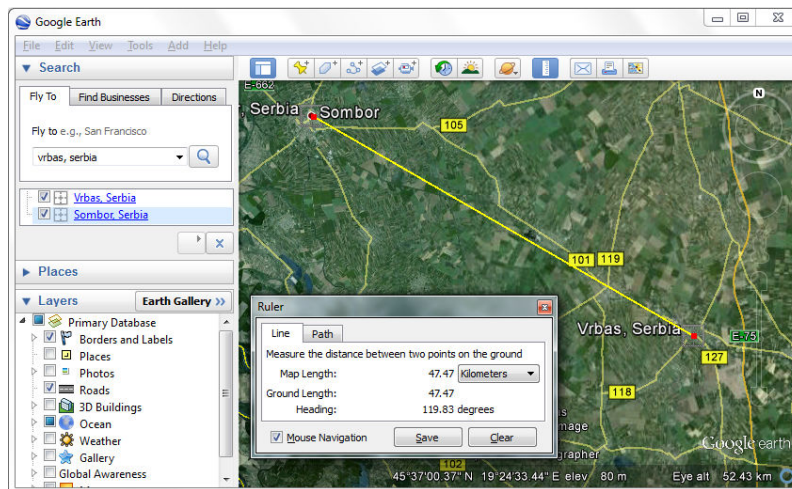 Google Earth
File Edit View Tools Add Help
Search
Fly To Find Businesses Directions
Fly to e.g., San Francisco
vrbas, serbia
Vrbas, Serbia
Sombor, Serbia
Places
Layers Earth Gallery »
Primary Database
Borders and Labels
Places
Photos
Roads
3D Buildings
Ocean
Weather
Gallery
Global Awareness
E-662
, Serbia Sombor
105
N
101 119
Vrbas, Serbia
E-75
127
118
102
Ruler
Line Path
Measure the distance between two points on the ground
Map Length: 47.47 Kilometers
Ground Length: 47.47
Heading: 119.83 degrees
Mouse Navigation Save Clear
mage
grapher
Google earth
45°37'00.37" N 19°24'33.44" E elev 80 m Eye alt 52.43 km